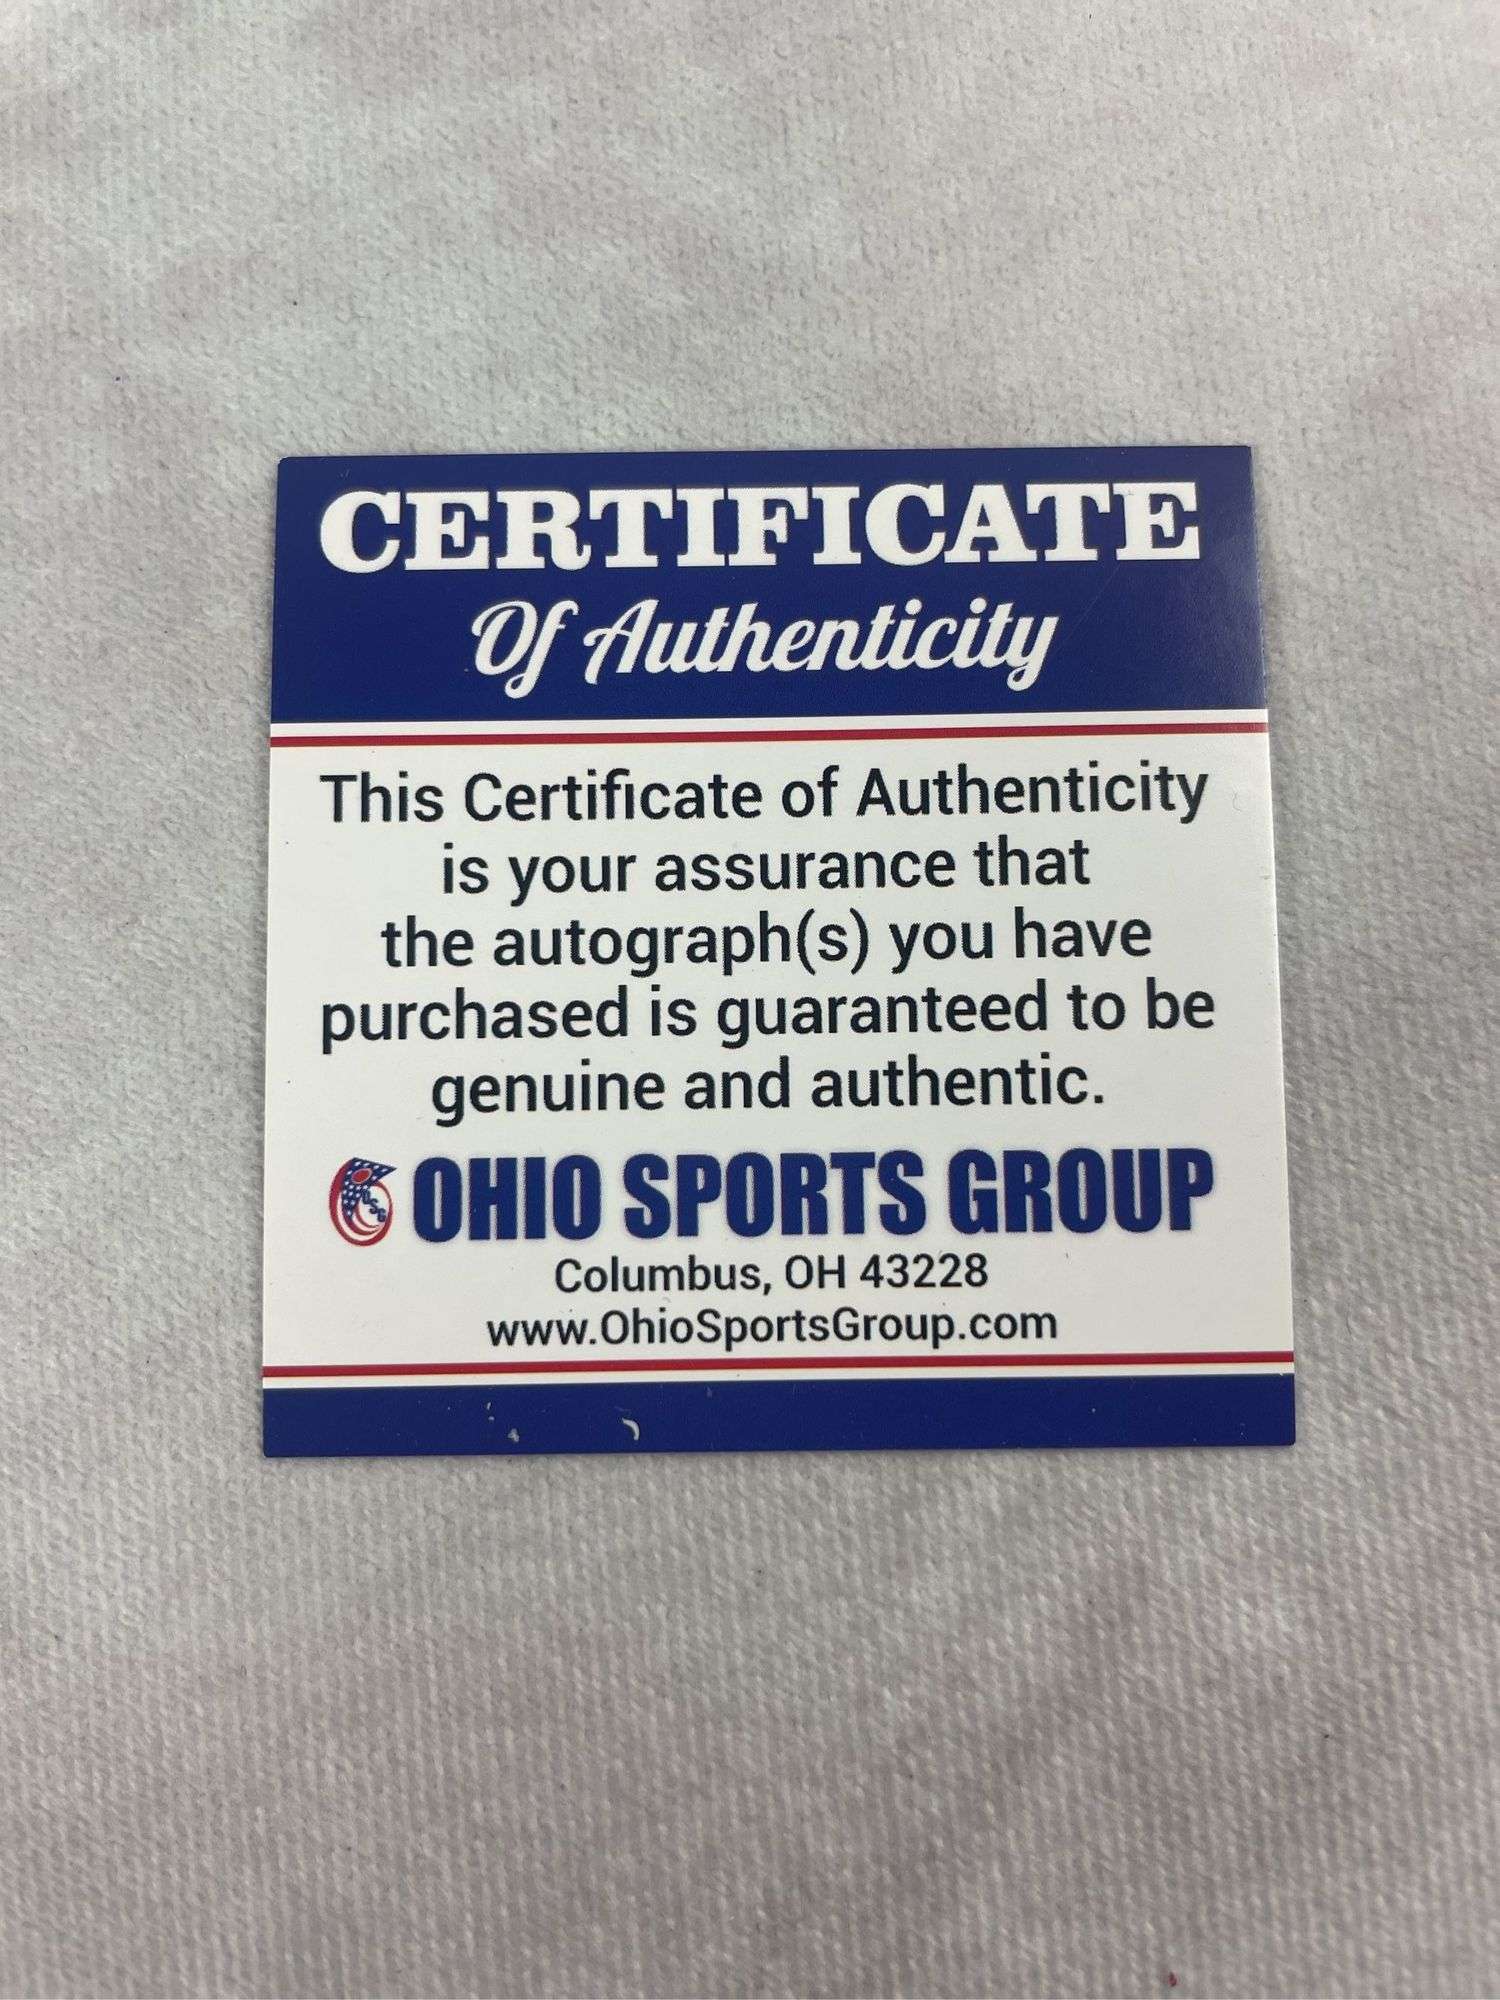 CERTIFICATE
Of Authenticity
This Certificate of Authenticity
is your assurance that
the autograph(s) you have
purchased is guaranteed to be
genuine and authentic.
OSG OHIO SPORTS GROUP
Columbus, OH 43228
www.OhioSportsGroup.com